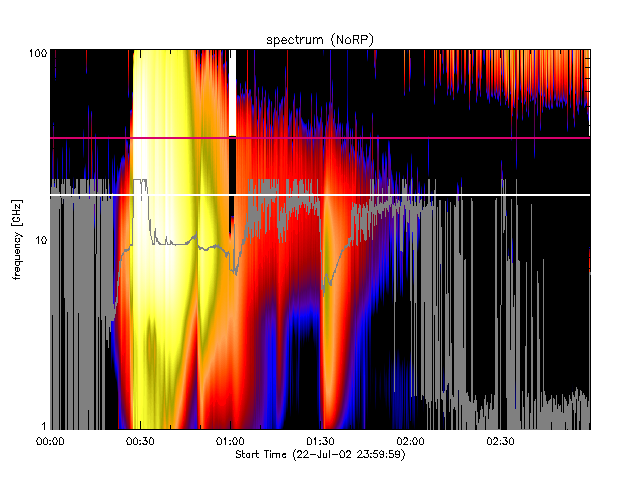 spectrum (NoRP)
100
10
1
frequency [GHz]
00:00 00:30 01:00 01:30 02:00 02:30
Start Time (22-Jul-02 23:59:59)